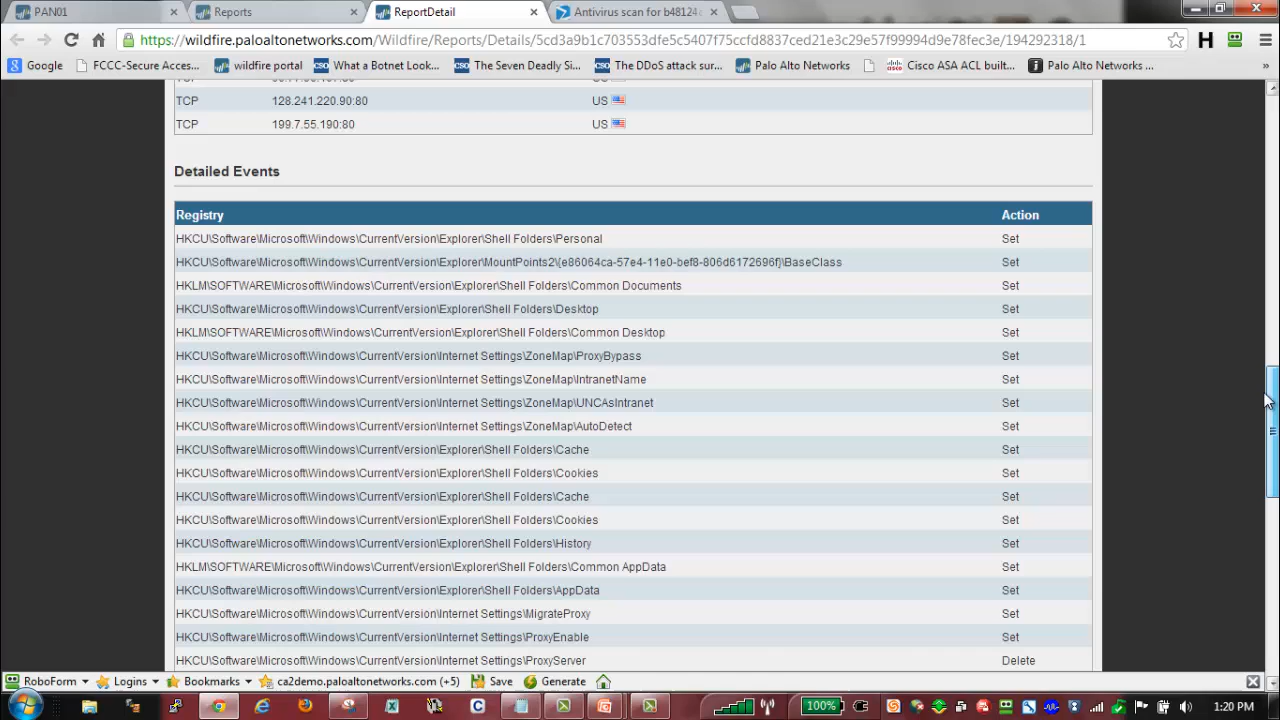 PAN01
Reports
ReportDetail
Antivirus scan for b48124
https://wildfire.paloaltonetworks.com/Wildfire/Reports/Details/5cd3a9b1c703553dfe5c5407f75ccfd8837ced21e3c29e57f99994d9e78fec3e/194292318/1
H
Google
FCCC-Secure Acces...
wildfire portal
CSO What a Botnet Look...
CSO The Seven Deadly Si...
CSO The DDoS attack sur...
Palo Alto Networks
Cisco ASA ACL built...
Palo Alto Networks ...
»
TCP 128.241.220.90:80 US
TCP 199.7.55.190:80 US
Detailed Events
Registry Action
HKCU\Software\Microsoft\Windows\CurrentVersion\Explorer\Shell Folders\Personal Set
HKCU\Software\Microsoft\Windows\CurrentVersion\Explorer\MountPoints2\{e86064ca-57e4-11e0-bef8-806d6172696f}\BaseClass Set
HKLM\SOFTWARE\Microsoft\Windows\CurrentVersion\Explorer\Shell Folders\Common Documents Set
HKCU\Software\Microsoft\Windows\CurrentVersion\Explorer\Shell Folders\Desktop Set
HKLM\SOFTWARE\Microsoft\Windows\CurrentVersion\Explorer\Shell Folders\Common Desktop Set
HKCU\Software\Microsoft\Windows\CurrentVersion\Internet Settings\ZoneMap\ProxyBypass Set
HKCU\Software\Microsoft\Windows\CurrentVersion\Internet Settings\ZoneMap\IntranetName Set
HKCU\Software\Microsoft\Windows\CurrentVersion\Internet Settings\ZoneMap\UNCAsIntranet Set
HKCU\Software\Microsoft\Windows\CurrentVersion\Internet Settings\ZoneMap\AutoDetect Set
HKCU\Software\Microsoft\Windows\CurrentVersion\Explorer\Shell Folders\Cache Set
HKCU\Software\Microsoft\Windows\CurrentVersion\Explorer\Shell Folders\Cookies Set
HKCU\Software\Microsoft\Windows\CurrentVersion\Explorer\Shell Folders\Cache Set
HKCU\Software\Microsoft\Windows\CurrentVersion\Explorer\Shell Folders\Cookies Set
HKCU\Software\Microsoft\Windows\CurrentVersion\Explorer\Shell Folders\History Set
HKLM\SOFTWARE\Microsoft\Windows\CurrentVersion\Explorer\Shell Folders\Common AppData Set
HKCU\Software\Microsoft\Windows\CurrentVersion\Explorer\Shell Folders\AppData Set
HKCU\Software\Microsoft\Windows\CurrentVersion\Internet Settings\MigrateProxy Set
HKCU\Software\Microsoft\Windows\CurrentVersion\Internet Settings\ProxyEnable Set
HKCU\Software\Microsoft\Windows\CurrentVersion\Internet Settings\ProxyServer Delete
RoboForm Logins Bookmarks ca2demo.paloaltonetworks.com (+5) Save Generate
100% 1:20 PM